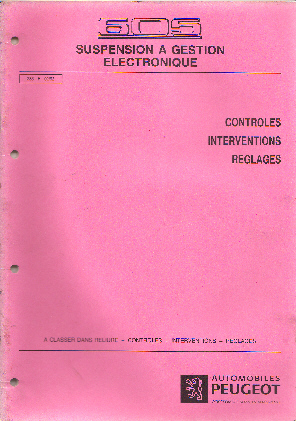 605
SUSPENSION A GESTION
ELECTRONIQUE
CONTROLES
INTERVENTIONS
REGLAGES
A CLASSER DANS RELIURE - CONTROLES - INTERVENTIONS - REGLAGES
AUTOMOBILES
PEUGEOT